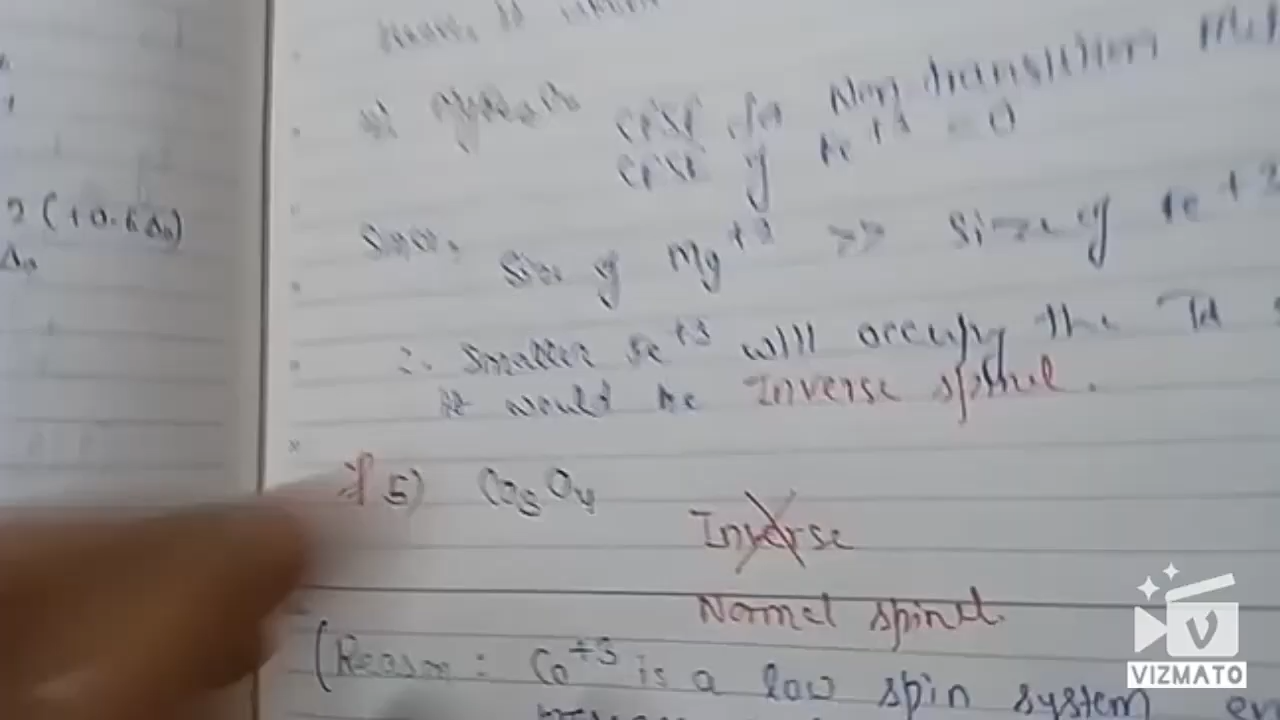 2 (+0.6Δo)
Δo
CFSE for Non transition Met
CFSE of Fe+3 = 0
Size of Mg+2 >> Size of Fe+3
∴ Smaller Fe+3 will occupy the Td
It would be Inverse spinel.
* 5) Co3O4
Inverse
Normal spinel.
(Reason: Co+3 is a low spin system
VIZMATO